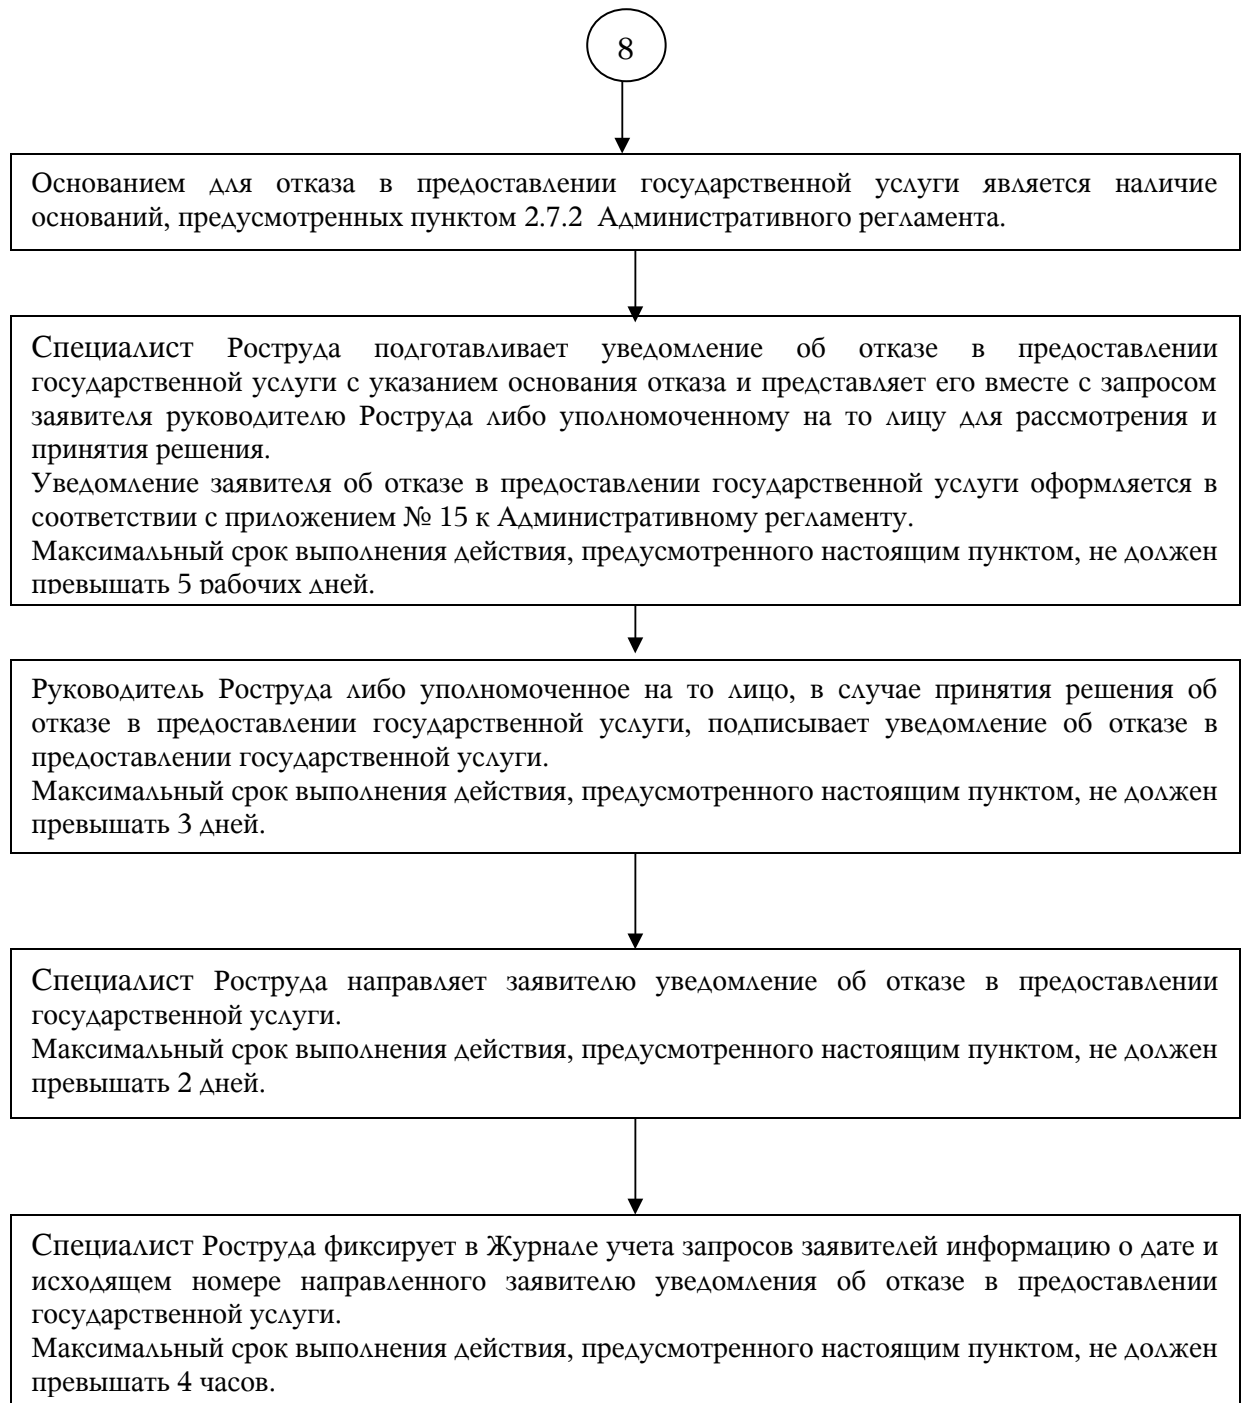 8
Основанием для отказа в предоставлении государственной услуги является наличие
оснований, предусмотренных пунктом 2.7.2 Административного регламента.
Специалист Роструда подготавливает уведомление об отказе в предоставлении
государственной услуги с указанием основания отказа и представляет его вместе с запросом
заявителя руководителю Роструда либо уполномоченному на то лицу для рассмотрения и
принятия решения.
Уведомление заявителя об отказе в предоставлении государственной услуги оформляется в
соответствии с приложением № 15 к Административному регламенту.
Максимальный срок выполнения действия, предусмотренного настоящим пунктом, не должен
превышать 5 рабочих дней.
Руководитель Роструда либо уполномоченное на то лицо, в случае принятия решения об
отказе в предоставлении государственной услуги, подписывает уведомление об отказе в
предоставлении государственной услуги.
Максимальный срок выполнения действия, предусмотренного настоящим пунктом, не должен
превышать 3 дней.
Специалист Роструда направляет заявителю уведомление об отказе в предоставлении
государственной услуги.
Максимальный срок выполнения действия, предусмотренного настоящим пунктом, не должен
превышать 2 дней.
Специалист Роструда фиксирует в Журнале учета запросов заявителей информацию о дате и
исходящем номере направленного заявителю уведомления об отказе в предоставлении
государственной услуги.
Максимальный срок выполнения действия, предусмотренного настоящим пунктом, не должен
превышать 4 часов.